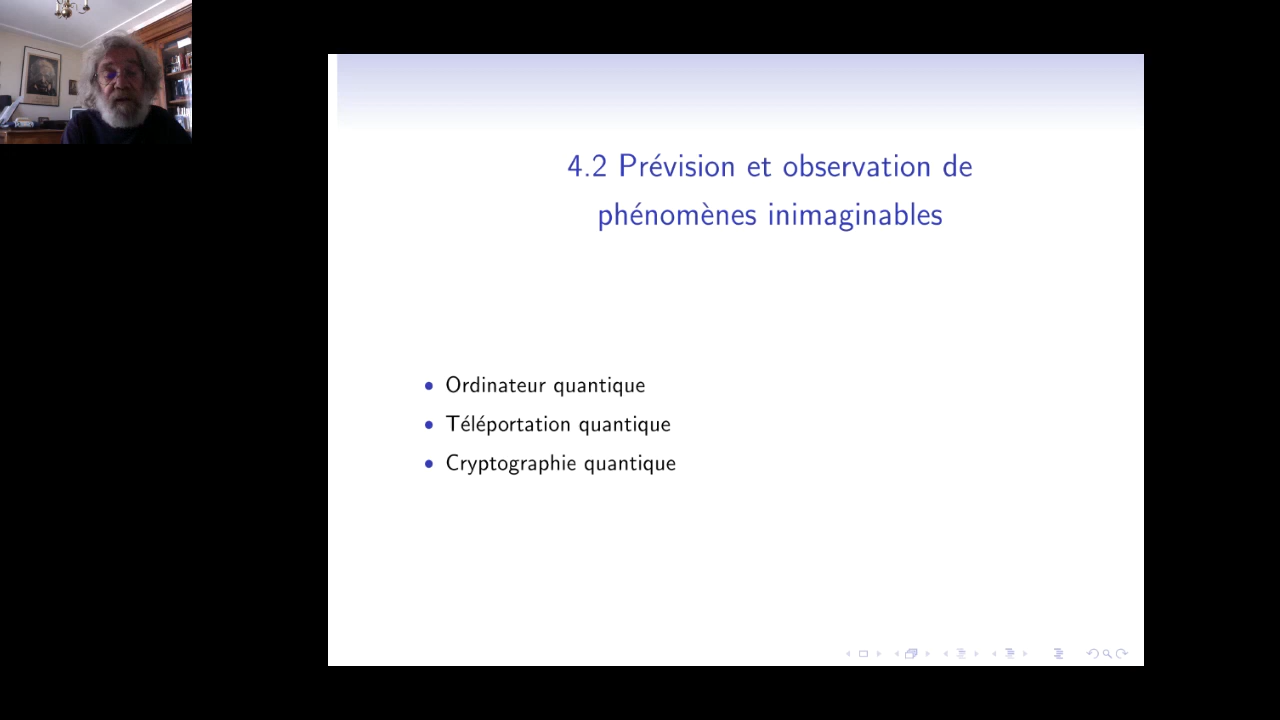 4.2 Prévision et observation de
phénomènes inimaginables
Ordinateur quantique
Téléportation quantique
Cryptographie quantique